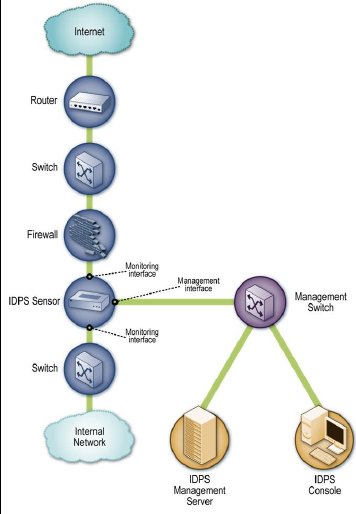 Internet
Router
Switch
Firewall
Monitoring
interface
Management
interface
IDPS Sensor
Management
Switch
Monitoring
interface
Switch
Internal
Network
IDPS
Management
Server
IDPS
Console